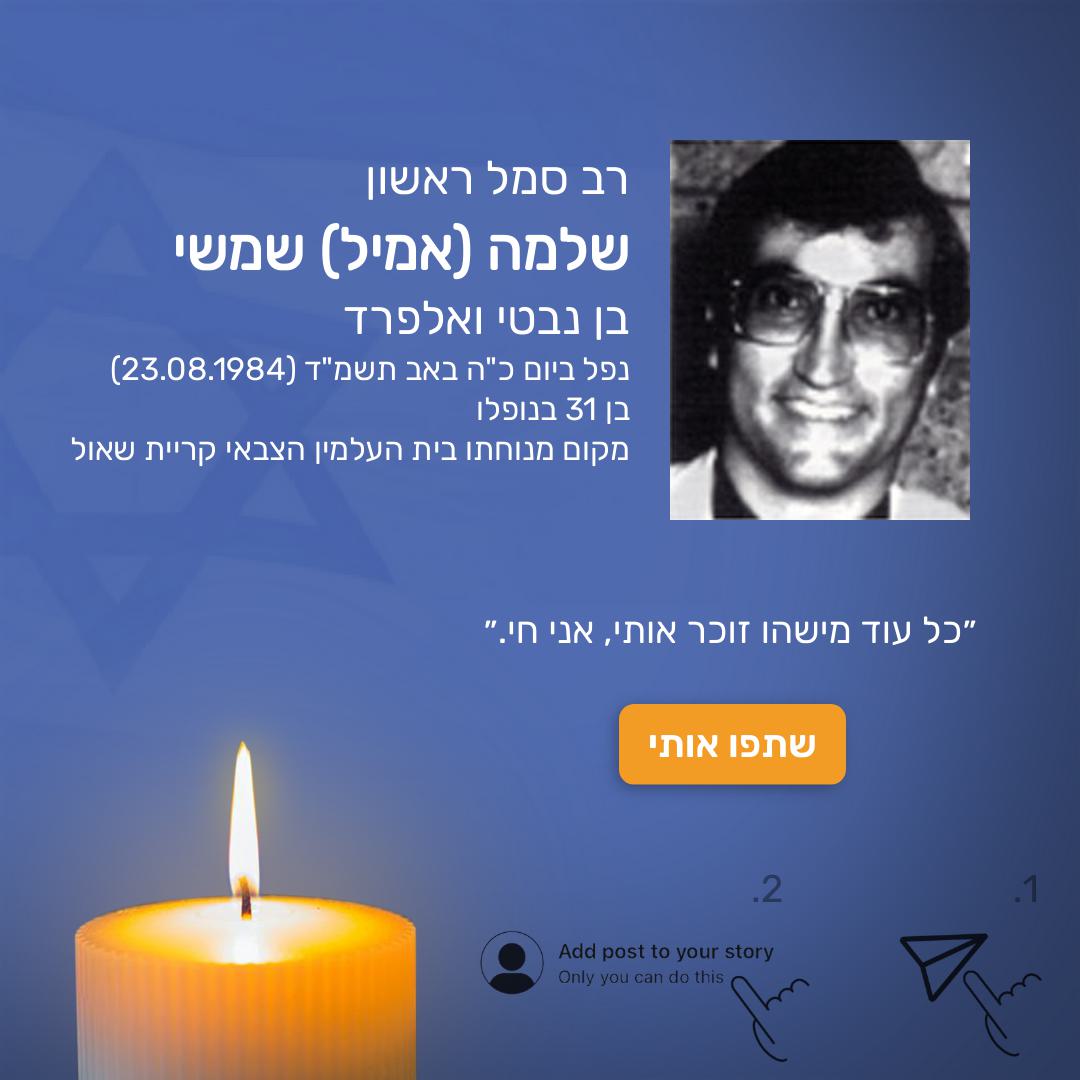 רב סמל ראשון
שלמה (אמיל) שמשי
בן נבטי ואלפרד
נפל ביום כ"ה באב תשמ"ד (23.08.1984)
בן 31 בנופלו
מקום מנוחתו בית העלמין הצבאי קריית שאול
״כל עוד מישהו זוכר אותי, אני חי.״
שתפו אותי
1.
2.
Add post to your story
Only you can do this